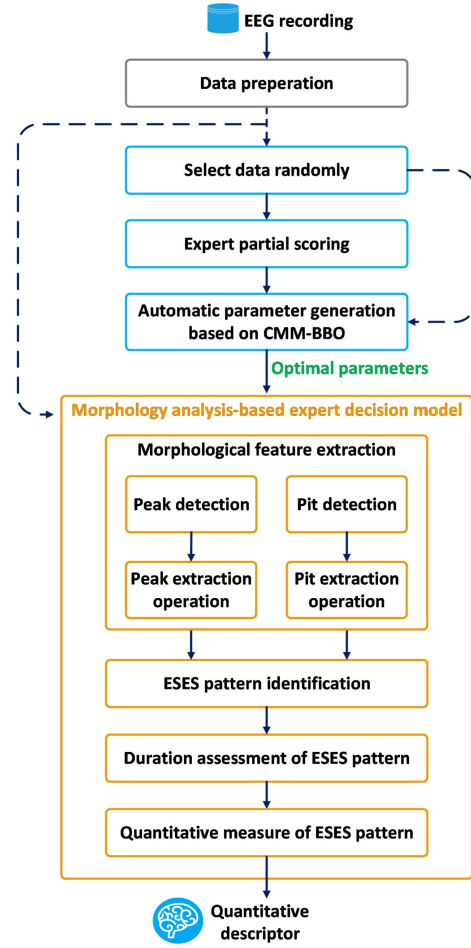 EEG recording
Data preperation
Select data randomly
Expert partial scoring
Automatic parameter generation
based on CMM-BBO
Optimal parameters
Morphology analysis-based expert decision model
Morphological feature extraction
Peak detection
Pit detection
Peak extraction
operation
Pit extraction
operation
ESES pattern identification
Duration assessment of ESES pattern
Quantitative measure of ESES pattern
Quantitative
descriptor